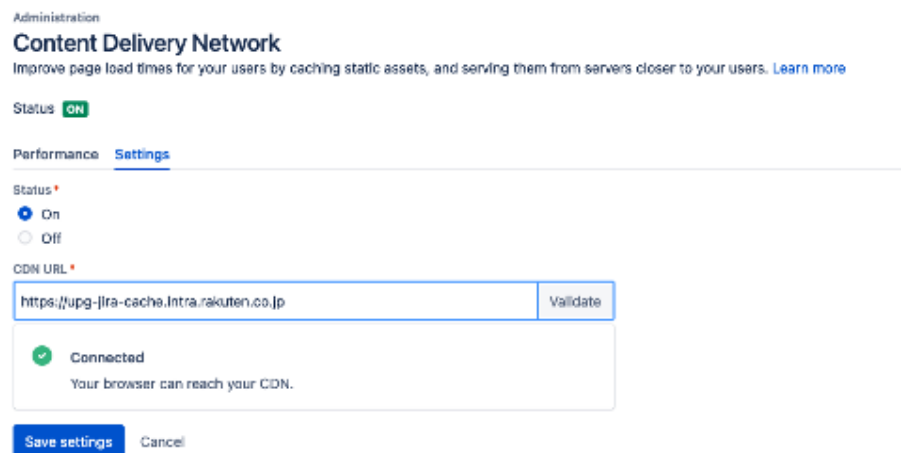 Administration
Content Delivery Network
Improve page load times for your users by caching static assets, and serving them from servers closer to your users. Learn more
Status ON
Performance Settings
Status *
On
Off
CDN URL *
https://upg-jira-cache.intra.rakuten.co.jp Validate
Connected
Your browser can reach your CDN.
Save settings Cancel